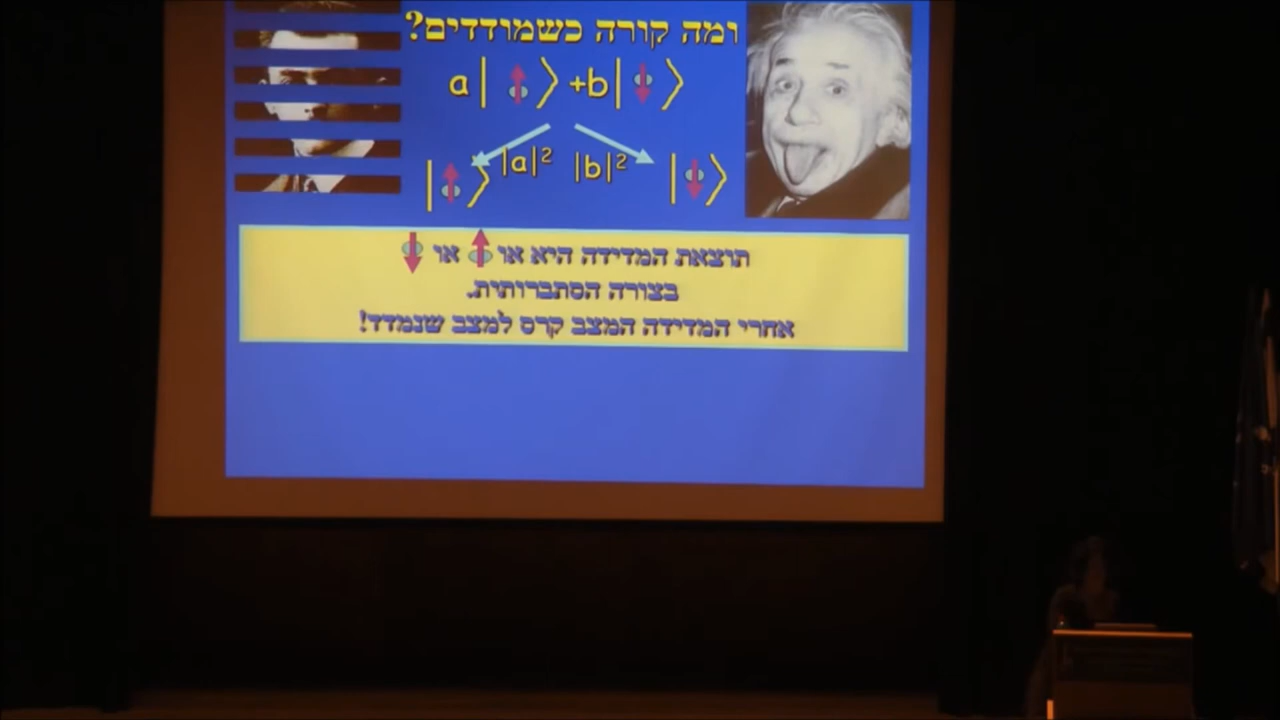 ומה קורה כשמודדים?
a| ⟩+b| ⟩
| ⟩ |a|² |b|² | ⟩
תוצאת המדידה היא או או
בצורה הסתברותית.
אחרי המדידה המצב קרס למצב שנמדד!